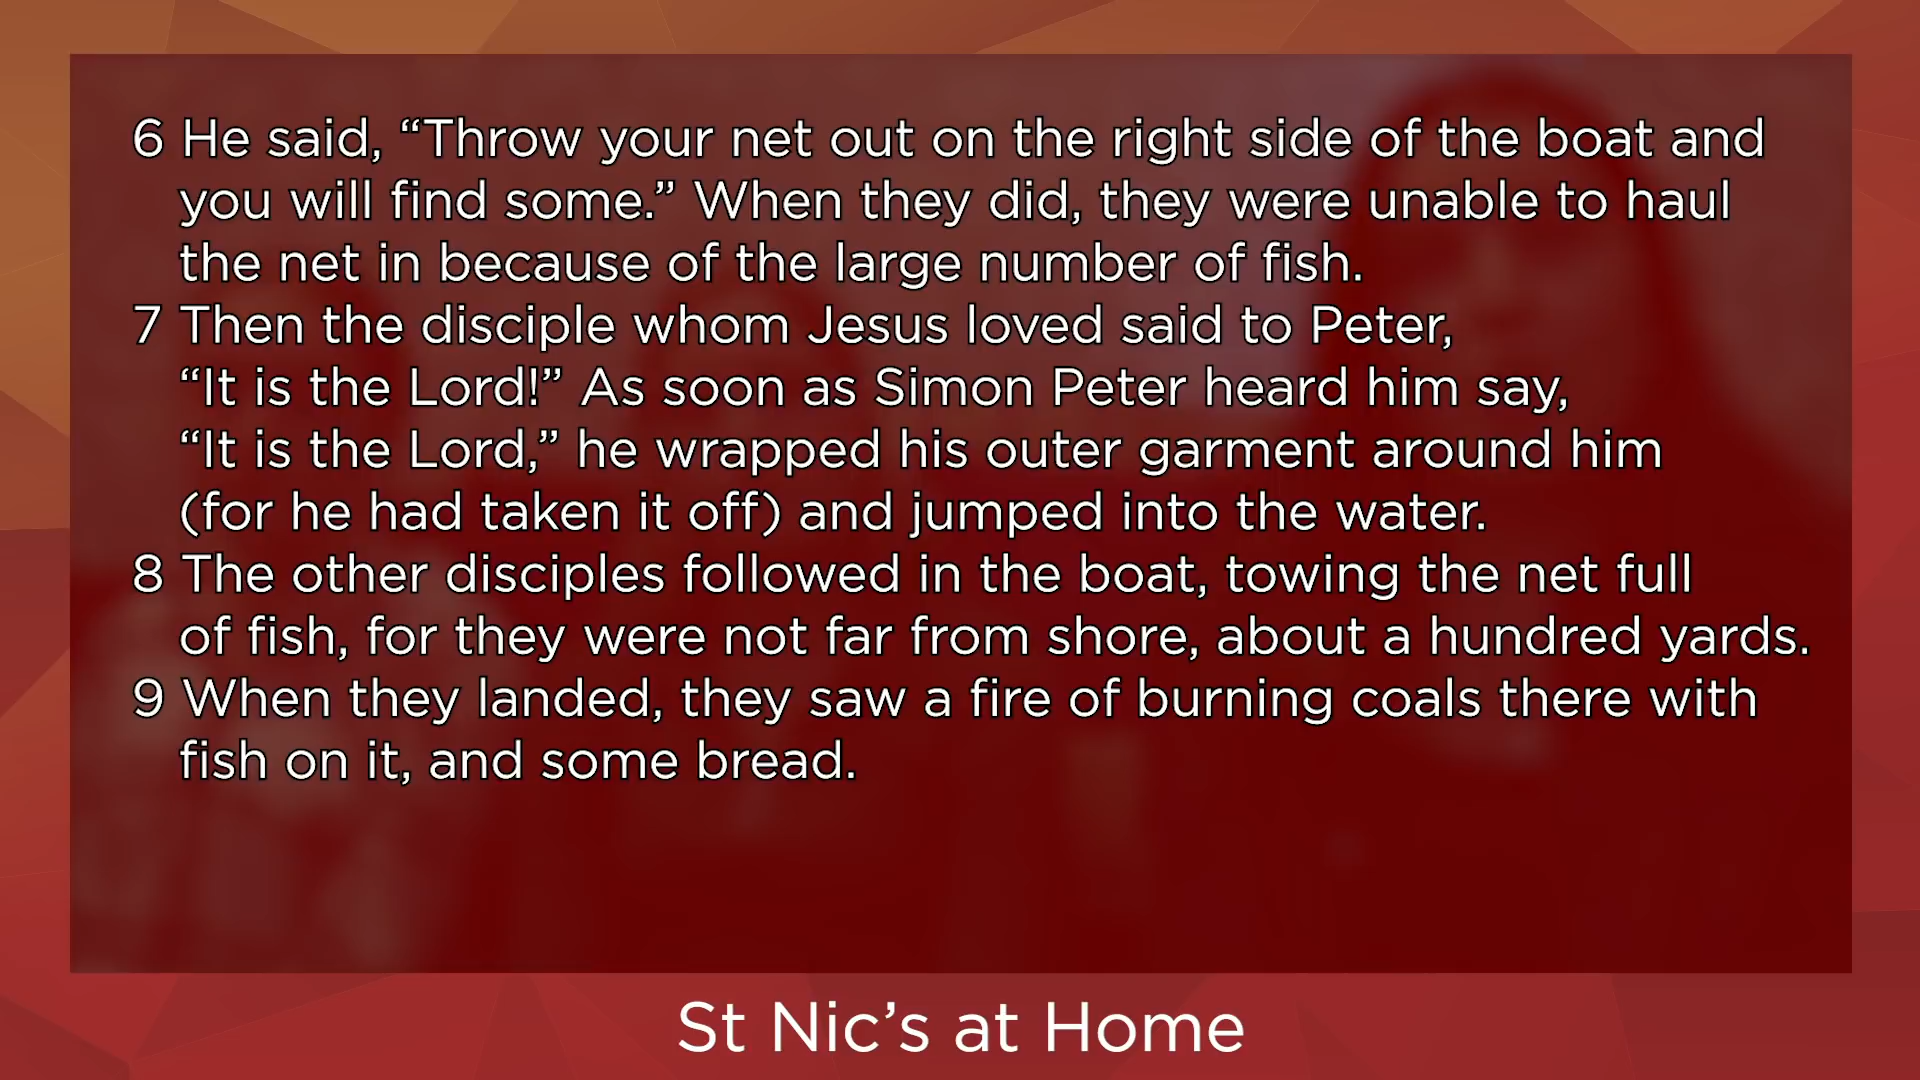 6 He said, “Throw your net out on the right side of the boat and
you will find some.” When they did, they were unable to haul
the net in because of the large number of fish.
7 Then the disciple whom Jesus loved said to Peter,
“It is the Lord!” As soon as Simon Peter heard him say,
“It is the Lord,” he wrapped his outer garment around him
(for he had taken it off) and jumped into the water.
8 The other disciples followed in the boat, towing the net full
of fish, for they were not far from shore, about a hundred yards.
9 When they landed, they saw a fire of burning coals there with
fish on it, and some bread.
St Nic’s at Home